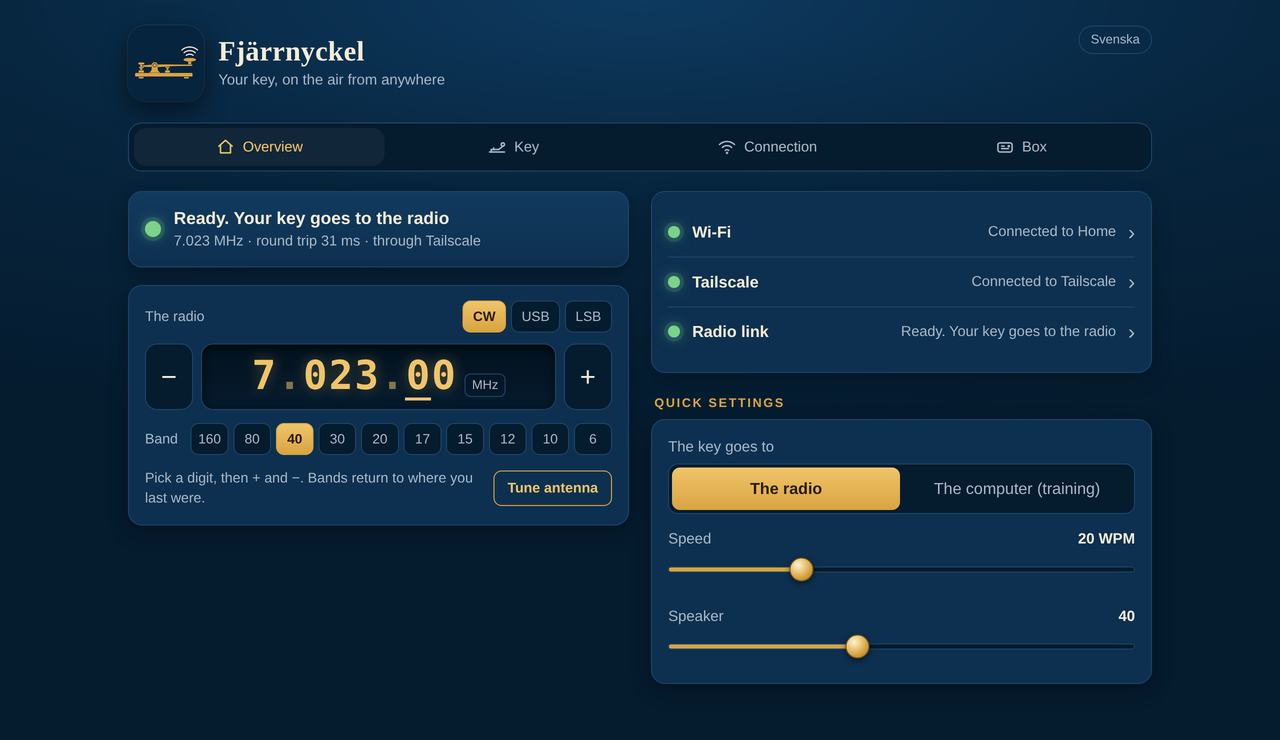 Fjärrnyckel
Your key, on the air from anywhere
Svenska
Overview
Key
Connection
Box
Ready. Your key goes to the radio
7.023 MHz · round trip 31 ms · through Tailscale
The radio
CW
USB
LSB
−
7.023.00
MHz
+
Band
160
80
40
30
20
17
15
12
10
6
Pick a digit, then + and −. Bands return to where you
last were.
Tune antenna
Wi-Fi
Connected to Home ›
Tailscale
Connected to Tailscale ›
Radio link
Ready. Your key goes to the radio ›
QUICK SETTINGS
The key goes to
The radio
The computer (training)
Speed
20 WPM
Speaker
40